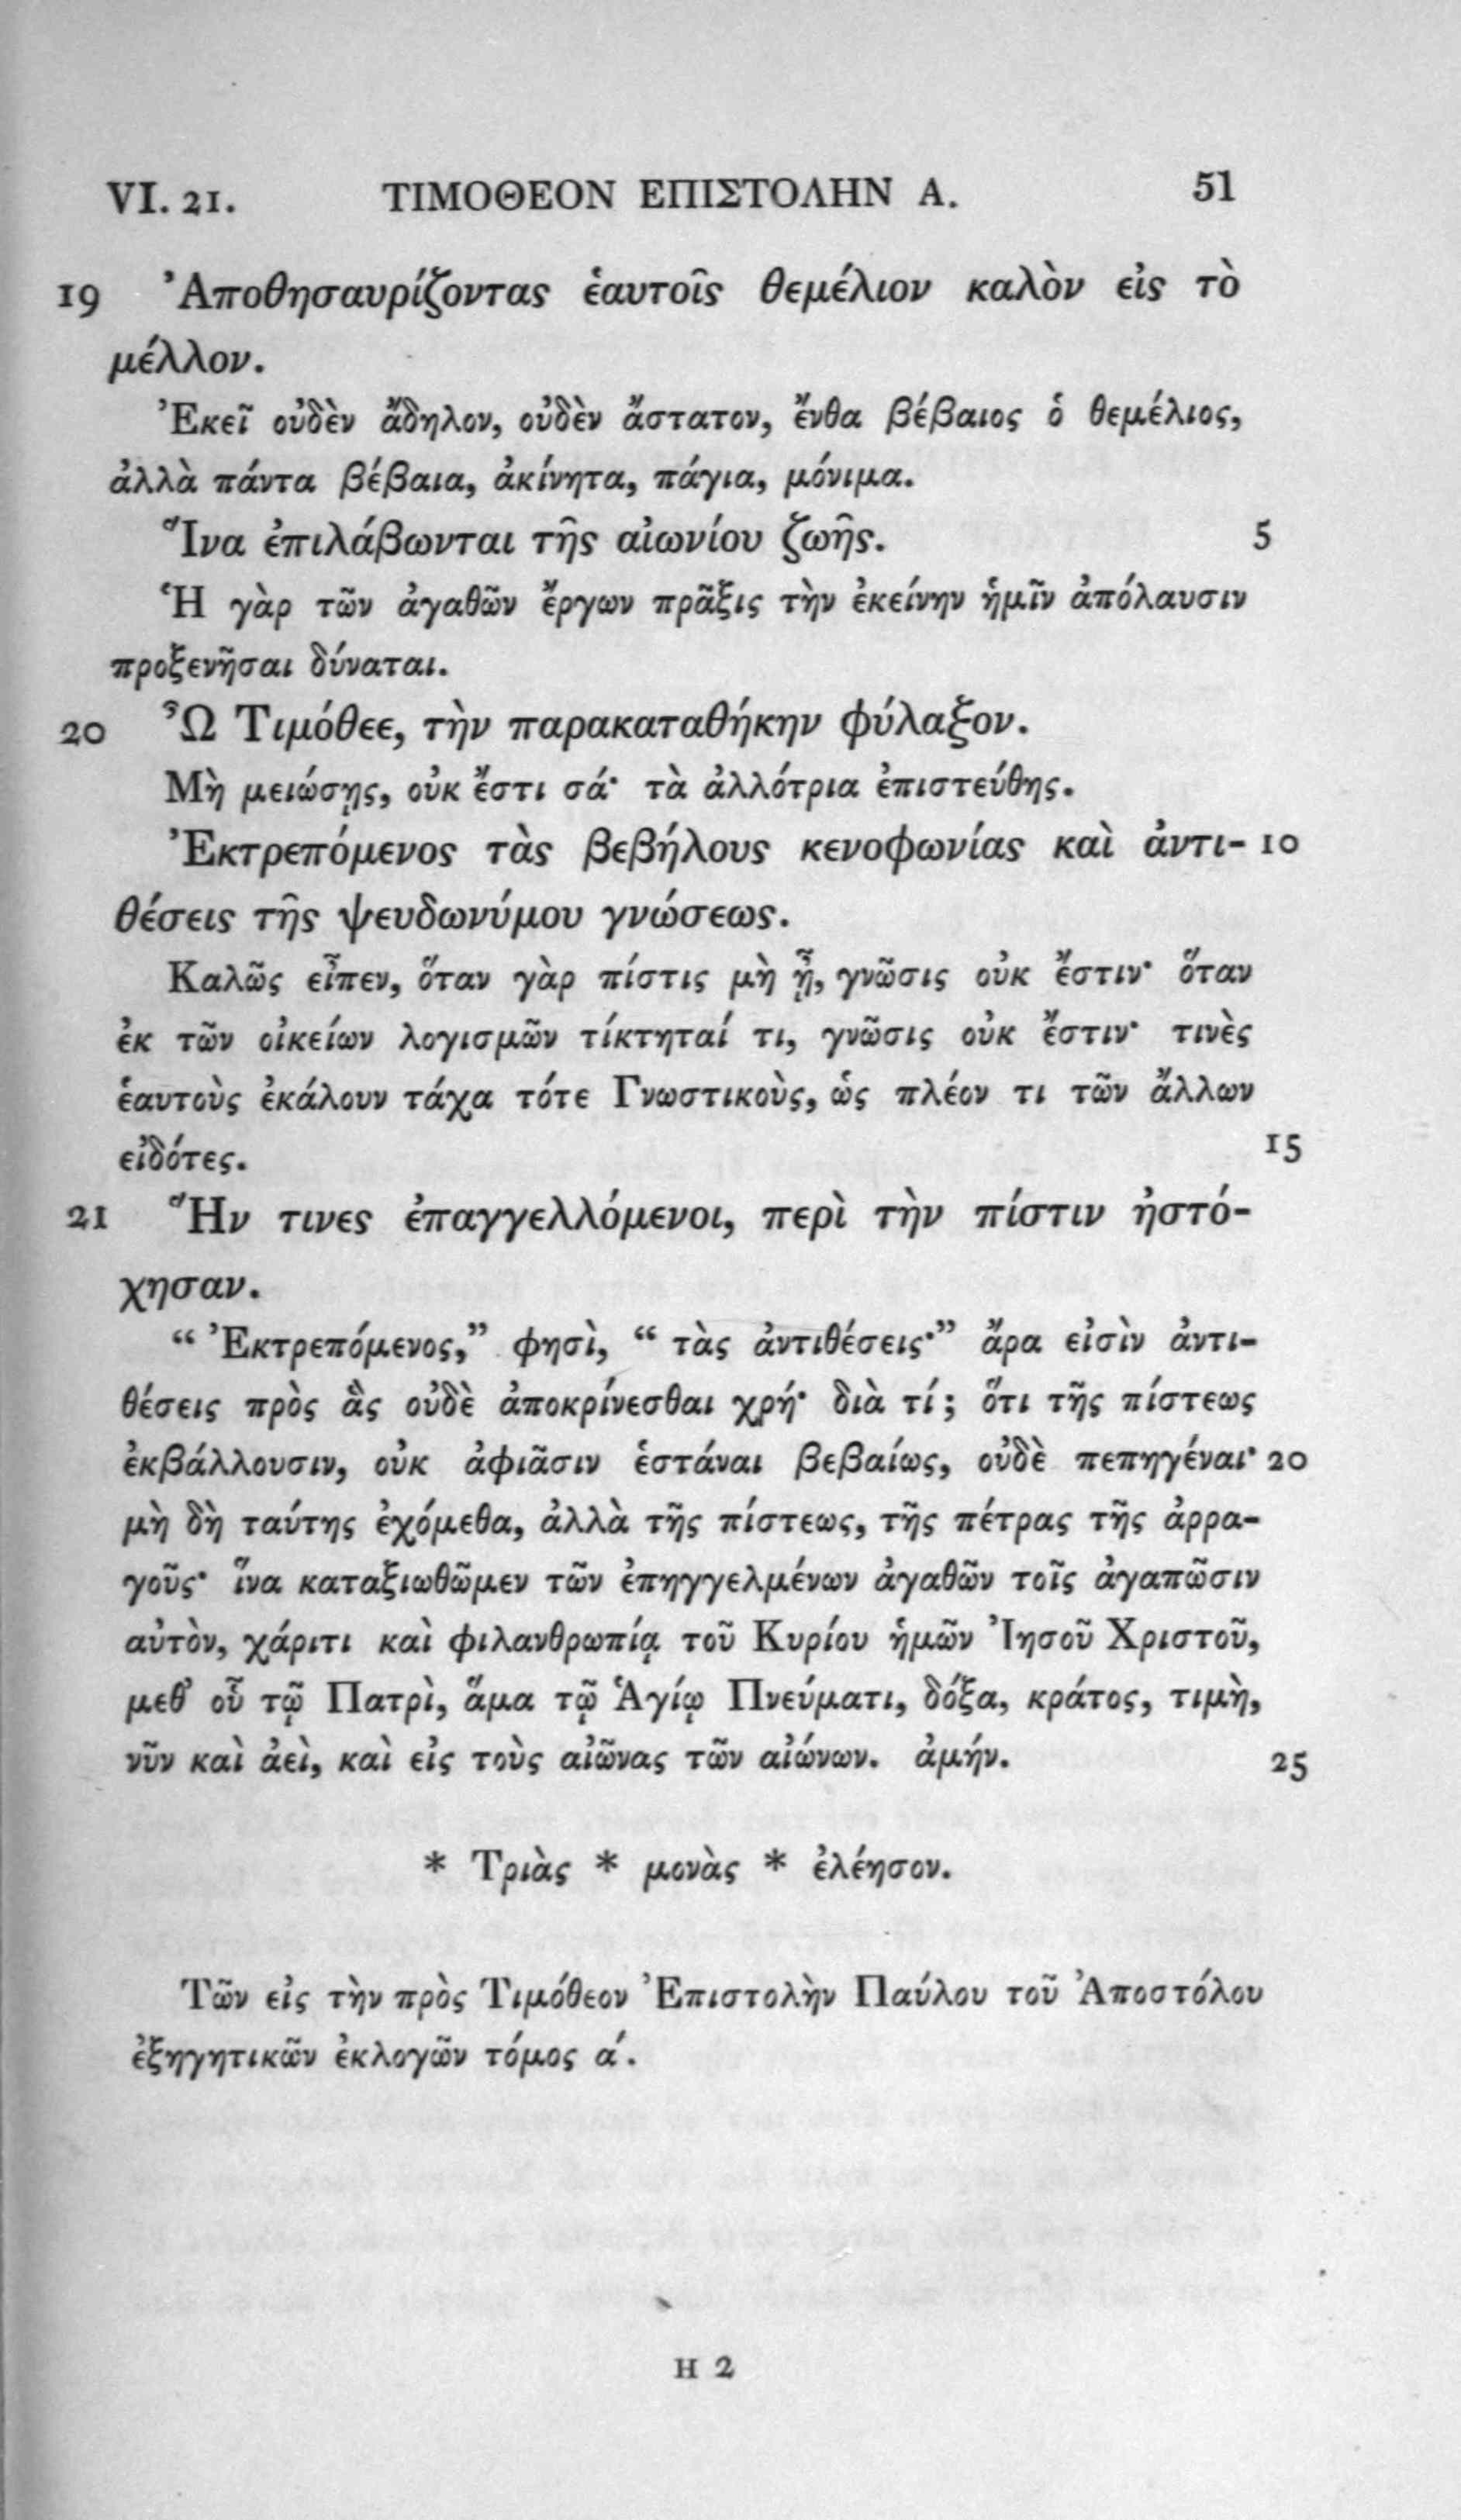 VI. 21. ΤΙΜΟΘΕΟΝ ΕΠΙΣΤΟΛΗΝ Α. 51
19 Ἀποθησαυρίζοντας ἑαυτοῖς θεμέλιον καλὸν εἰς τὸ
μέλλον.
Ἐκεῖ οὐδὲν ἄδηλον, οὐδὲν ἄστατον, ἔνθα βέβαιος ὁ θεμέλιος,
ἀλλὰ πάντα βέβαια, ἀκίνητα, πάγια, μόνιμα.
Ἵνα ἐπιλάβωνται τῆς αἰωνίου ζωῆς. 5
Ἡ γὰρ τῶν ἀγαθῶν ἔργων πρᾶξις τὴν ἐκείνην ἡμῖν ἀπόλαυσιν
προξενῆσαι δύναται.
20 Ὦ Τιμόθεε, τὴν παρακαταθήκην φύλαξον.
Μὴ μειώσῃς, οὐκ ἔστι σά· τὰ ἀλλότρια ἐπιστεύθης.
Ἐκτρεπόμενος τὰς βεβήλους κενοφωνίας καὶ ἀντι- 10
θέσεις τῆς ψευδωνύμου γνώσεως.
Καλῶς εἶπεν, ὅταν γὰρ πίστις μὴ ᾖ, γνῶσις οὐκ ἔστιν· ὅταν
ἐκ τῶν οἰκείων λογισμῶν τίκτηταί τι, γνῶσις οὐκ ἔστιν· τινὲς
ἑαυτοὺς ἐκάλουν τάχα τότε Γνωστικοὺς, ὡς πλέον τι τῶν ἄλλων
εἰδότες. 15
21 Ἥν τινες ἐπαγγελλόμενοι, περὶ τὴν πίστιν ἠστό-
χησαν.
“ Ἐκτρεπόμενος,” φησὶ, “ τὰς ἀντιθέσεις·” ἄρα εἰσὶν ἀντι-
θέσεις πρὸς ἃς οὐδὲ ἀποκρίνεσθαι χρή· διὰ τί; ὅτι τῆς πίστεως
ἐκβάλλουσιν, οὐκ ἀφιᾶσιν ἑστάναι βεβαίως, οὐδὲ πεπηγέναι· 20
μὴ δὴ ταύτης ἐχόμεθα, ἀλλὰ τῆς πίστεως, τῆς πέτρας τῆς ἀρρα-
γοῦς· ἵνα καταξιωθῶμεν τῶν ἐπηγγελμένων ἀγαθῶν τοῖς ἀγαπῶσιν
αὐτὸν, χάριτι καὶ φιλανθρωπίᾳ τοῦ Κυρίου ἡμῶν Ἰησοῦ Χριστοῦ,
μεθ’ οὗ τῷ Πατρὶ, ἅμα τῷ Ἁγίῳ Πνεύματι, δόξα, κράτος, τιμὴ,
νῦν καὶ ἀεὶ, καὶ εἰς τοὺς αἰῶνας τῶν αἰώνων. ἀμήν. 25
* Τριὰς * μονὰς * ἐλέησον.
Τῶν εἰς τὴν πρὸς Τιμόθεον Ἐπιστολὴν Παύλου τοῦ Ἀποστόλου
ἐξηγητικῶν ἐκλογῶν τόμος α΄.
H 2